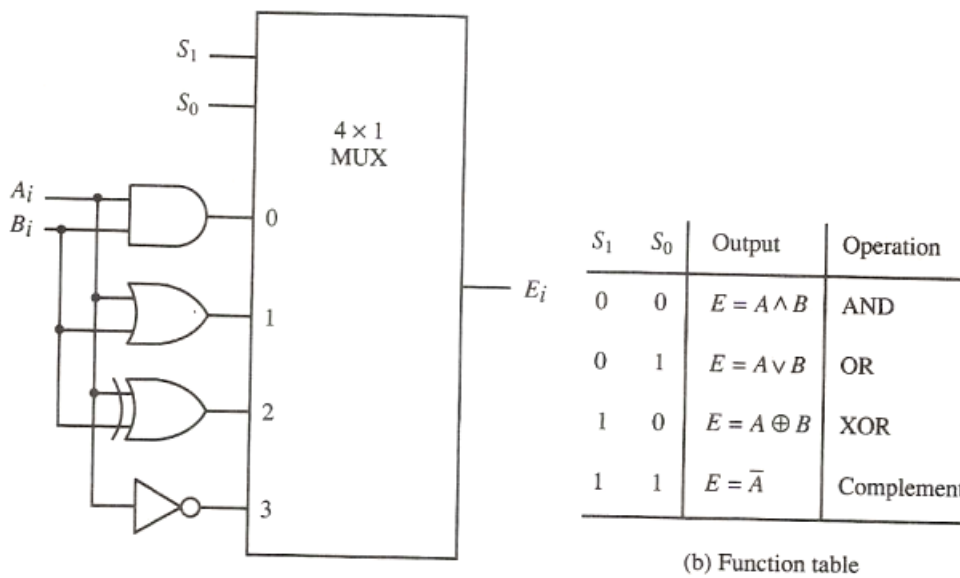 S₁
S₀
4 × 1
MUX
Aᵢ
Bᵢ
0
1
2
3
Eᵢ
S₁ S₀ Output Operation
0 0 E = A ∧ B AND
0 1 E = A ∨ B OR
1 0 E = A ⊕ B XOR
1 1 E = A̅ Complement
(b) Function table